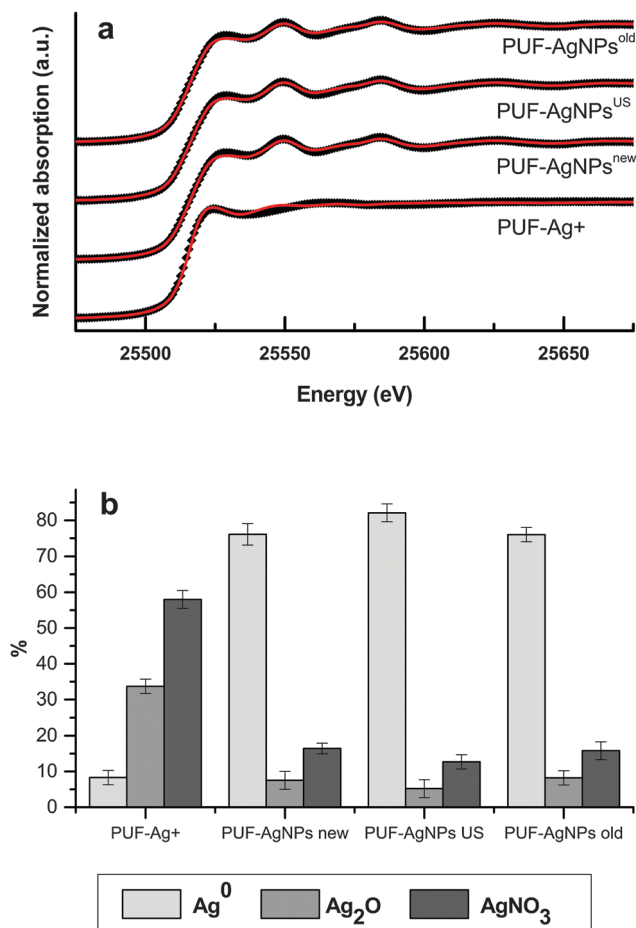 a
Normalized absorption (a.u.)
PUF-AgNPs^old
PUF-AgNPs^US
PUF-AgNPs^new
PUF-Ag+
25500 25550 25600 25650
Energy (eV)
b
%
80
70
60
50
40
30
20
10
0
PUF-Ag+ PUF-AgNPs new PUF-AgNPs US PUF-AgNPs old
Ag^0 Ag₂O AgNO₃